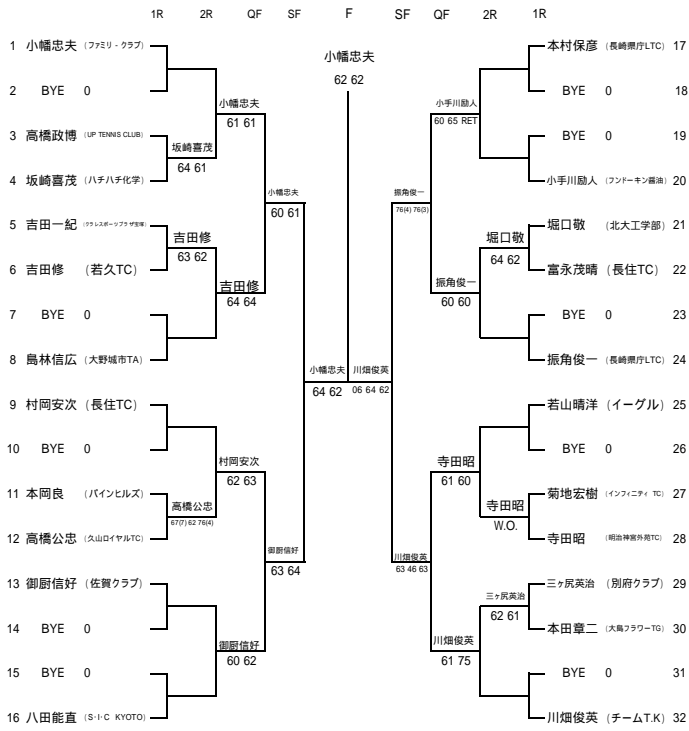 1R 2R QF SF F SF QF 2R 1R
1 小幡忠夫 (ファミリ-クラブ)
2 BYE 0
3 高橋政博 (UP TENNIS CLUB)
4 坂崎喜茂 (ハチハチ化学)
5 吉田一紀
6 吉田修 (若久TC)
7 BYE 0
8 島林信広 (大野城市TA)
9 村岡安次 (長住TC)
10 BYE 0
11 本岡良 (パインヒルズ)
12 高橋公忠 (久山ロイヤルTC)
13 御厨信好 (佐賀クラブ)
14 BYE 0
15 BYE 0
16 八田能直 (S・I・C KYOTO)
坂崎喜茂
64 61
吉田修
63 62
高橋公忠
67(7) 62 76(4)
小幡忠夫
61 61
吉田修
64 64
村岡安次
62 63
御厨信好
60 62
小幡忠夫
60 61
御厨信好
63 64
小幡忠夫
64 62
小幡忠夫
62 62
川畑俊英
06 64 62
振角俊一
76(4) 76(3)
川畑俊英
63 46 63
小手川励人
60 65 RET
振角俊一
60 60
寺田昭
61 60
川畑俊英
61 75
堀口敬
64 62
寺田昭
W.O.
三ヶ尻英治
62 61
本村保彦 (長崎県庁LTC) 17
BYE 0 18
BYE 0 19
小手川励人 (フンドーキン醤油) 20
堀口敬 (北大工学部) 21
富永茂晴 (長住TC) 22
BYE 0 23
振角俊一 (長崎県庁LTC) 24
若山晴洋 (イーグル) 25
BYE 0 26
菊地宏樹 (インフィニティ TC) 27
寺田昭 (明治神宮外苑TC) 28
三ヶ尻英治 (別府クラブ) 29
本田章二 (大島フラワーTG) 30
BYE 0 31
川畑俊英 (チームT.K) 32